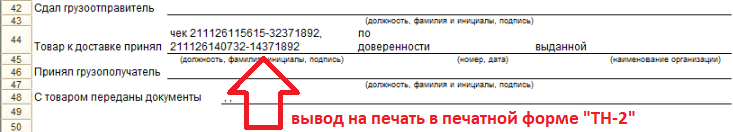 42 Сдал грузоотправитель
43 (должность, фамилия и инициалы, подпись)
чек 211126115615-32371892, по
44 Товар к доставке принял 211126140732-14371892 доверенности выданной
45 (должность, фамилия инициалы, подпись) (номер, дата) (наименование организации)
46 Принял грузополучатель
47 (должность, фамилия и инициалы, подпись)
48 С товаром переданы документы , ,
49 вывод на печать в печатной форме "ТН-2"
50